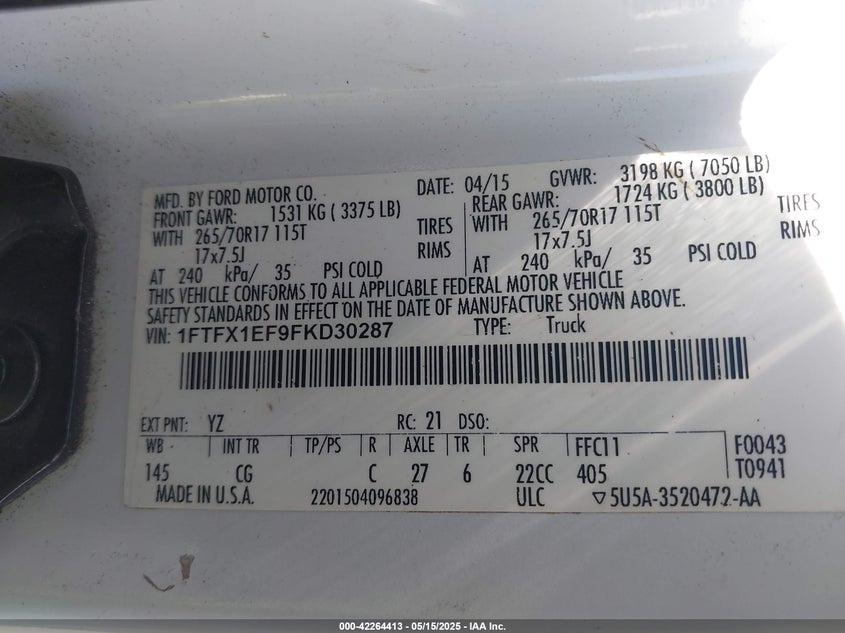 MFD. BY FORD MOTOR CO. DATE: 04/15 GVWR: 3198 KG ( 7050 LB)
FRONT GAWR: 1531 KG ( 3375 LB) REAR GAWR: 1724 KG ( 3800 LB)
WITH 265/70R17 115T TIRES WITH 265/70R17 115T TIRES
17x7.5J RIMS 17x7.5J RIMS
AT 240 kPa/ 35 PSI COLD AT 240 kPa/ 35 PSI COLD
THIS VEHICLE CONFORMS TO ALL APPLICABLE FEDERAL MOTOR VEHICLE
SAFETY STANDARDS IN EFFECT ON THE DATE OF MANUFACTURE SHOWN ABOVE.
VIN: 1FTFX1EF9FKD30287 TYPE: Truck
EXT PNT: YZ RC: 21 DSO:
WB INT TR TP/PS R AXLE TR SPR FFC11 F0043
145 CG C 27 6 22CC 405 T0941
MADE IN U.S.A. 2201504096838 ULC ▽5U5A-3520472-AA
000-42264413 - 05/15/2025 - IAA Inc.